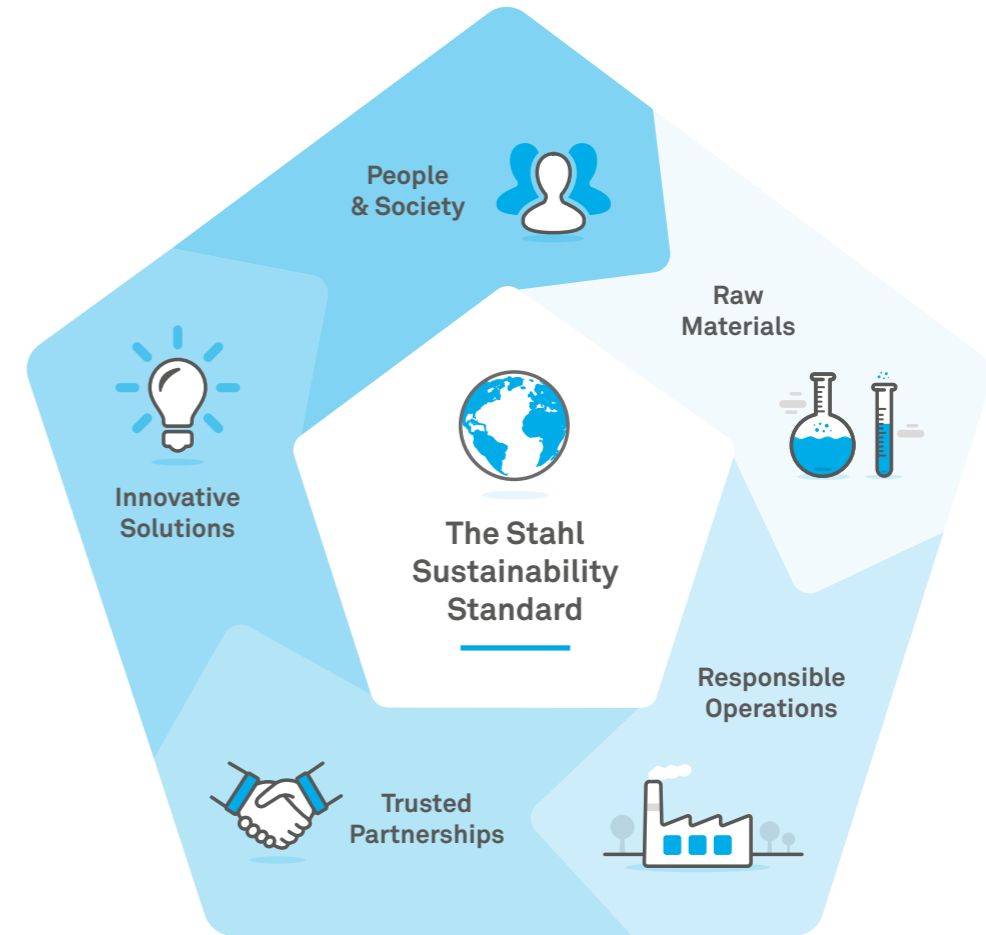 People
& Society
Raw
Materials
Innovative
Solutions
The Stahl
Sustainability
Standard
Responsible
Operations
Trusted
Partnerships